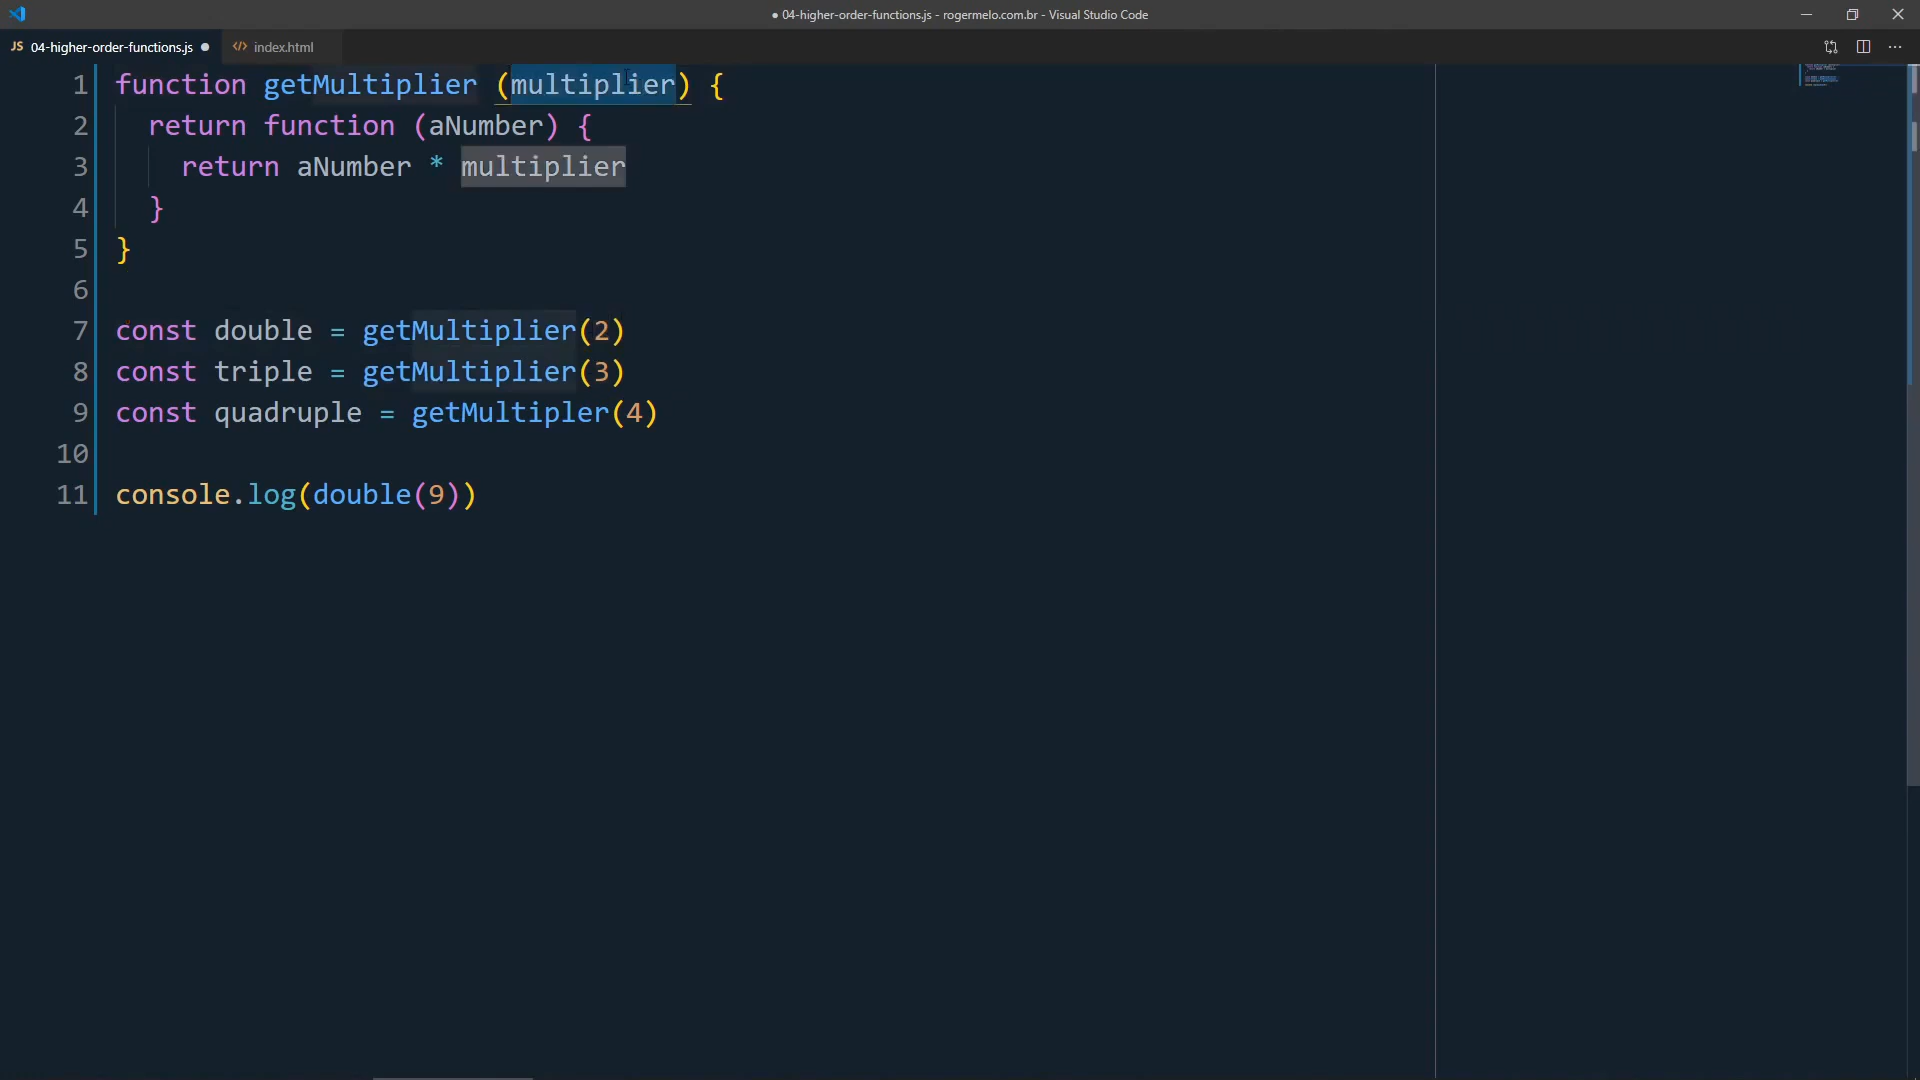 ● 04-higher-order-functions.js - rogermelo.com.br - Visual Studio Code
JS 04-higher-order-functions.js ●
index.html
1 function getMultiplier (multiplier) {
2   return function (aNumber) {
3     return aNumber * multiplier
4   }
5 }
6
7 const double = getMultiplier(2)
8 const triple = getMultiplier(3)
9 const quadruple = getMultipler(4)
10
11 console.log(double(9))